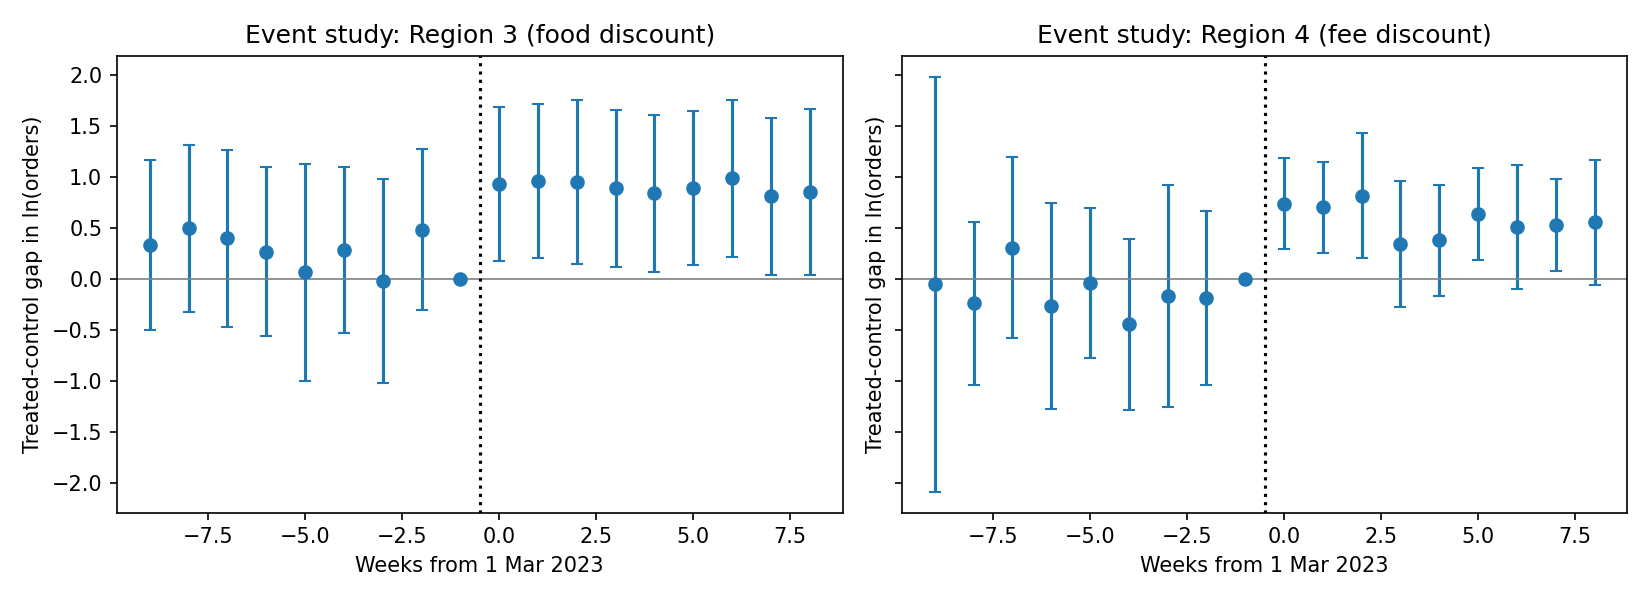 Event study: Region 3 (food discount)
Treated-control gap in ln(orders)
2.0
1.5
1.0
0.5
0.0
−0.5
−1.0
−1.5
−2.0
−7.5 −5.0 −2.5 0.0 2.5 5.0 7.5
Weeks from 1 Mar 2023
Event study: Region 4 (fee discount)
Treated-control gap in ln(orders)
−7.5 −5.0 −2.5 0.0 2.5 5.0 7.5
Weeks from 1 Mar 2023